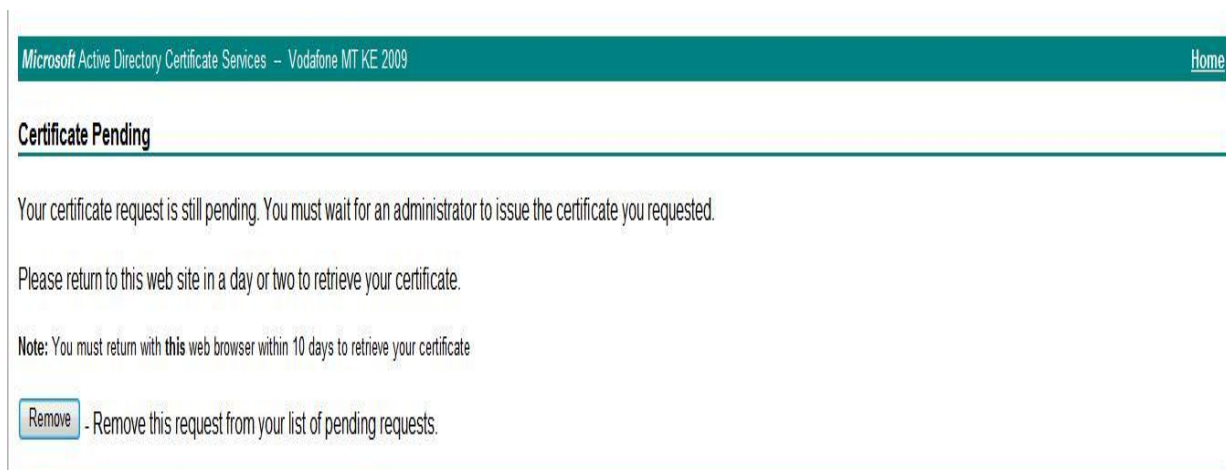 Microsoft Active Directory Certificate Services -- Vodafone MT KE 2009 Home
Certificate Pending
Your certificate request is still pending. You must wait for an administrator to issue the certificate you requested.
Please return to this web site in a day or two to retrieve your certificate.
Note: You must return with this web browser within 10 days to retrieve your certificate
Remove - Remove this request from your list of pending requests.